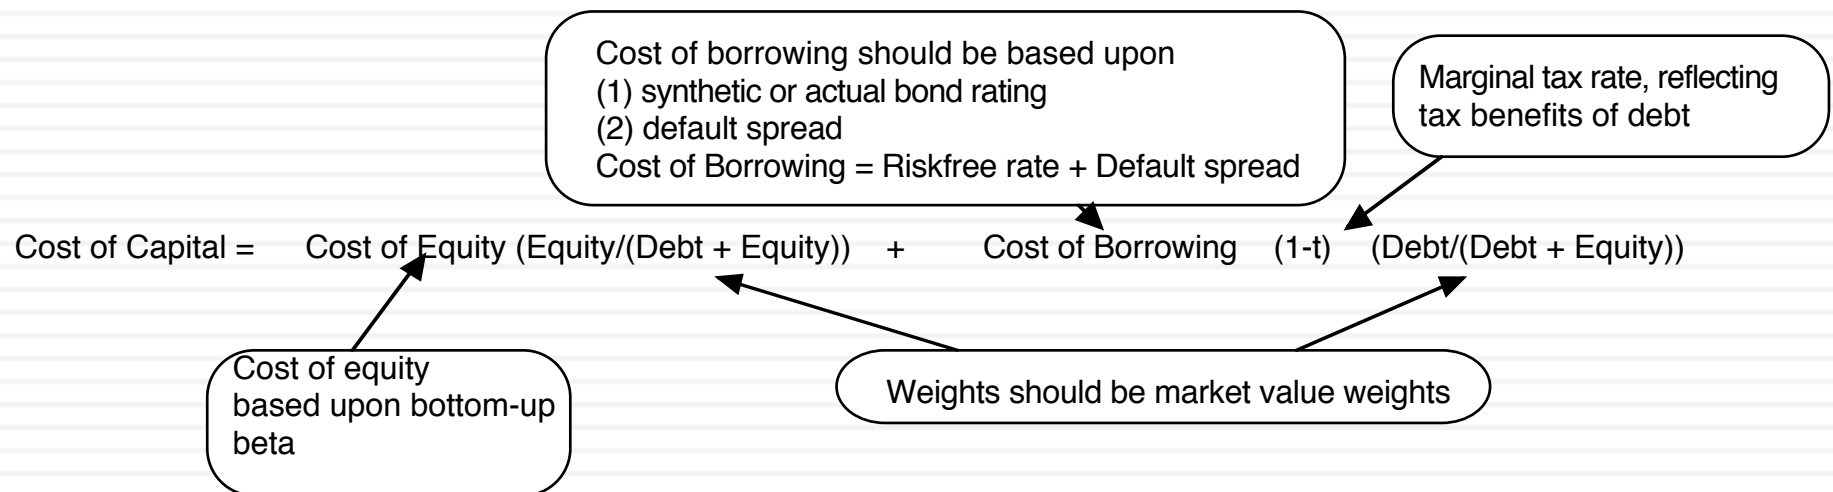 Cost of borrowing should be based upon
(1) synthetic or actual bond rating
(2) default spread
Cost of Borrowing = Riskfree rate + Default spread
Marginal tax rate, reflecting
tax benefits of debt
Cost of Capital = Cost of Equity (Equity/(Debt + Equity)) + Cost of Borrowing (1-t) (Debt/(Debt + Equity))
Cost of equity
based upon bottom-up
beta
Weights should be market value weights